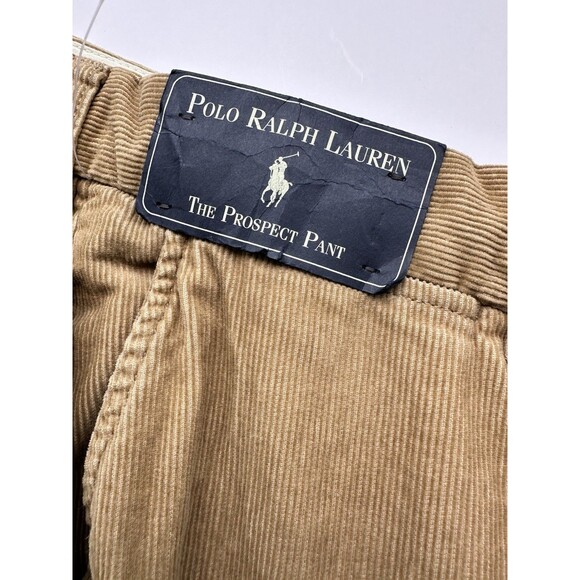 POLO RALPH LAUREN
THE PROSPECT PANT